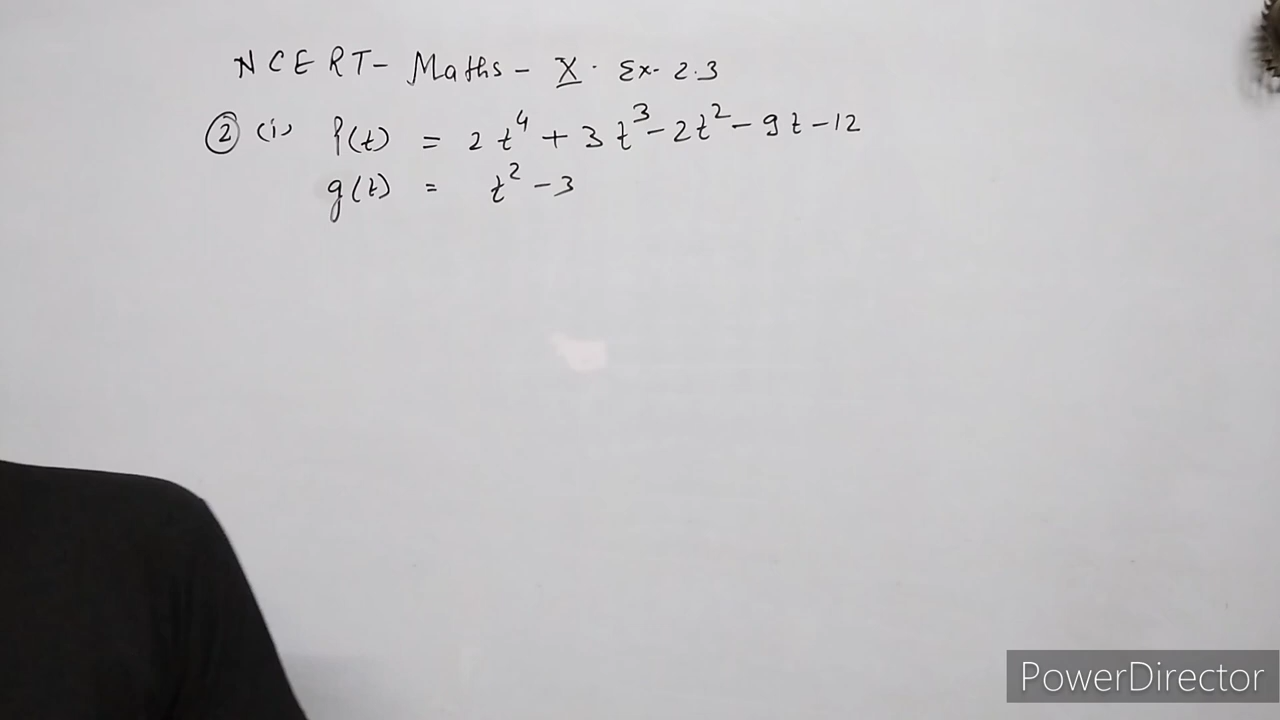 NCERT- Maths - X. Ex- 2.3
② (i) P(t) = 2t⁴ + 3t³ - 2t² - 9t - 12
g(t) = t² - 3
PowerDirector